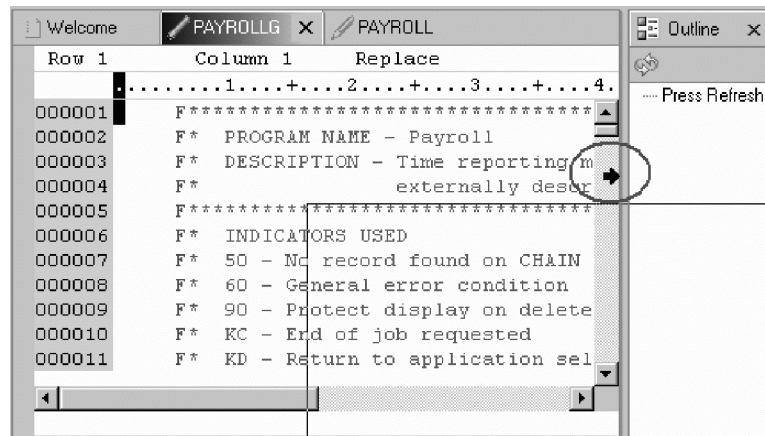 Welcome PAYROLLG PAYROLL Outline
Row 1 Column 1 Replace
.........1....+....2....+....3....+....4.
Press Refresh
000001 F***********************************
000002 F* PROGRAM NAME - Payroll
000003 F* DESCRIPTION - Time reporting m
000004 F* externally descr
000005 F***********************************
000006 F* INDICATORS USED
000007 F* 50 - No record found on CHAIN
000008 F* 60 - General error condition
000009 F* 90 - Protect display on delete
000010 F* KC - End of job requested
000011 F* KD - Return to application sel